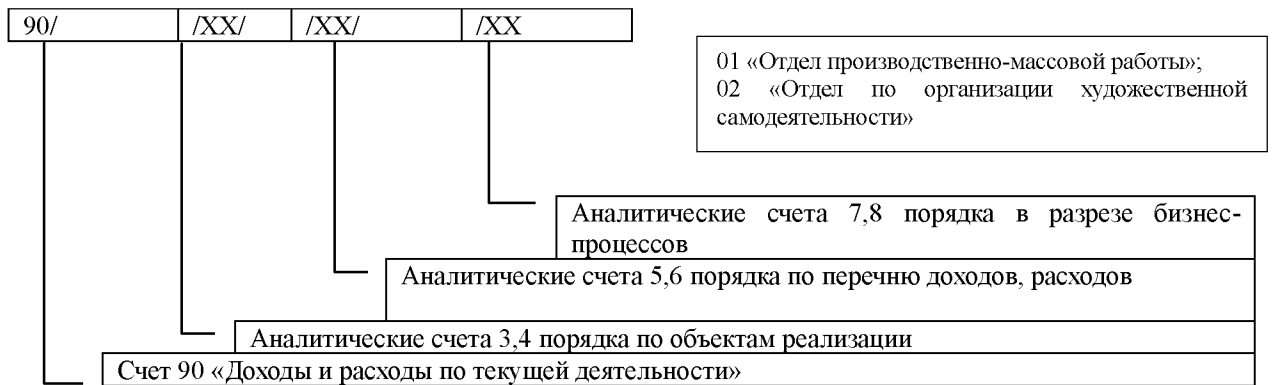 90/ /XX/ /XX/ /XX
01 «Отдел производственно-массовой работы»;
02 «Отдел по организации художественной
самодеятельности»
Аналитические счета 7,8 порядка в разрезе бизнес-
процессов
Аналитические счета 5,6 порядка по перечню доходов, расходов
Аналитические счета 3,4 порядка по объектам реализации
Счет 90 «Доходы и расходы по текущей деятельности»